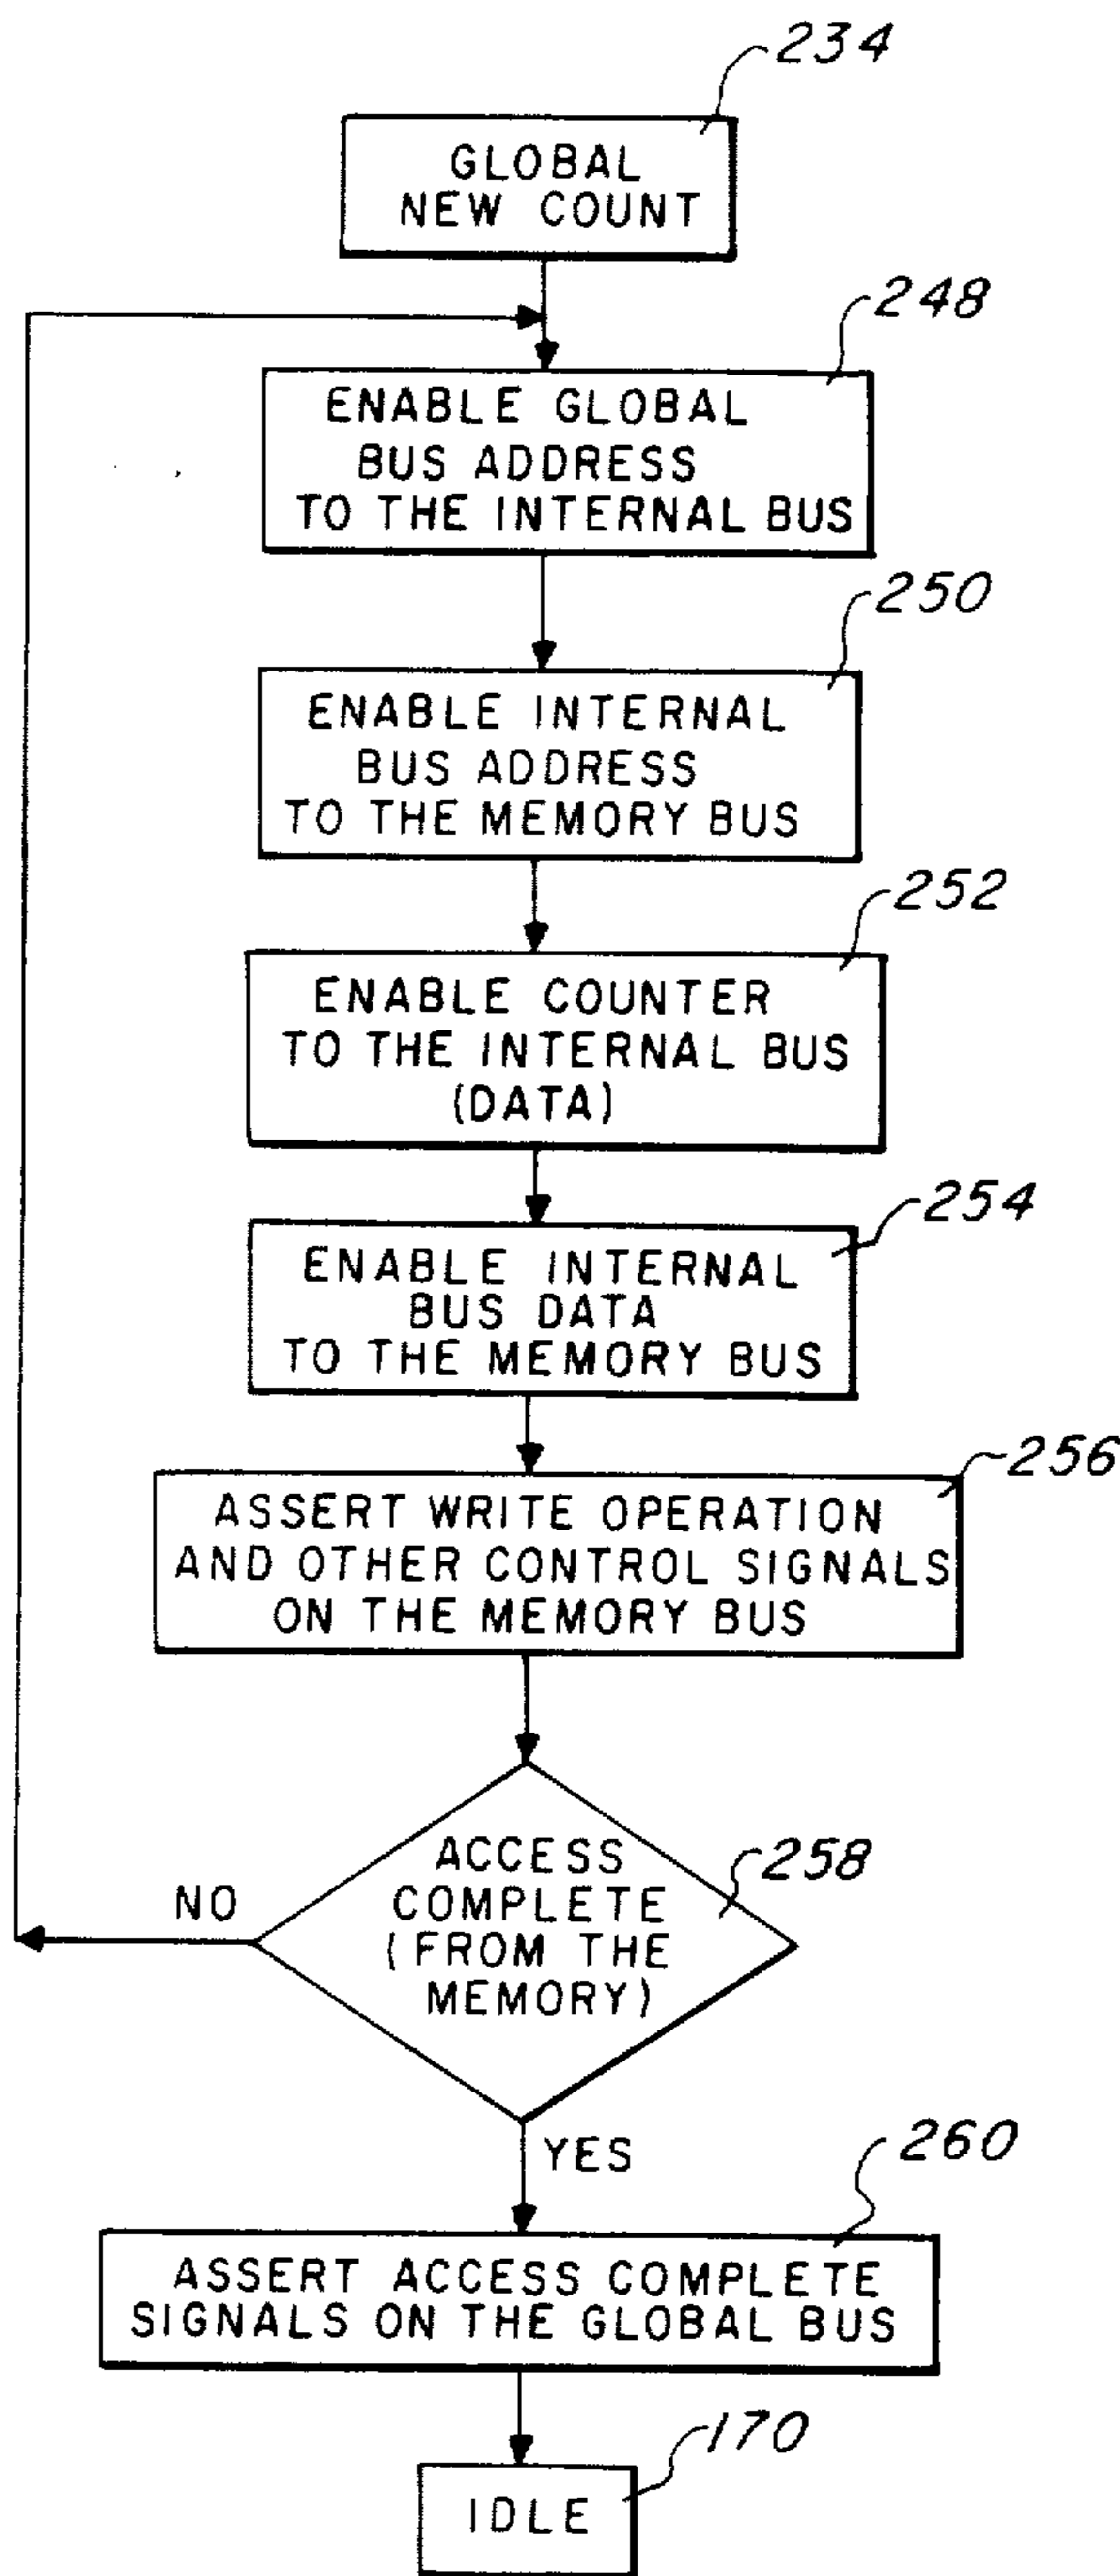 234
GLOBAL
NEW COUNT
248
ENABLE GLOBAL
BUS ADDRESS
TO THE INTERNAL BUS
250
ENABLE INTERNAL
BUS ADDRESS
TO THE MEMORY BUS
252
ENABLE COUNTER
TO THE INTERNAL BUS
(DATA)
254
ENABLE INTERNAL
BUS DATA
TO THE MEMORY BUS
256
ASSERT WRITE OPERATION
AND OTHER CONTROL SIGNALS
ON THE MEMORY BUS
258
ACCESS
COMPLETE
(FROM THE
MEMORY)
NO
YES
260
ASSERT ACCESS COMPLETE
SIGNALS ON THE GLOBAL BUS
170
IDLE